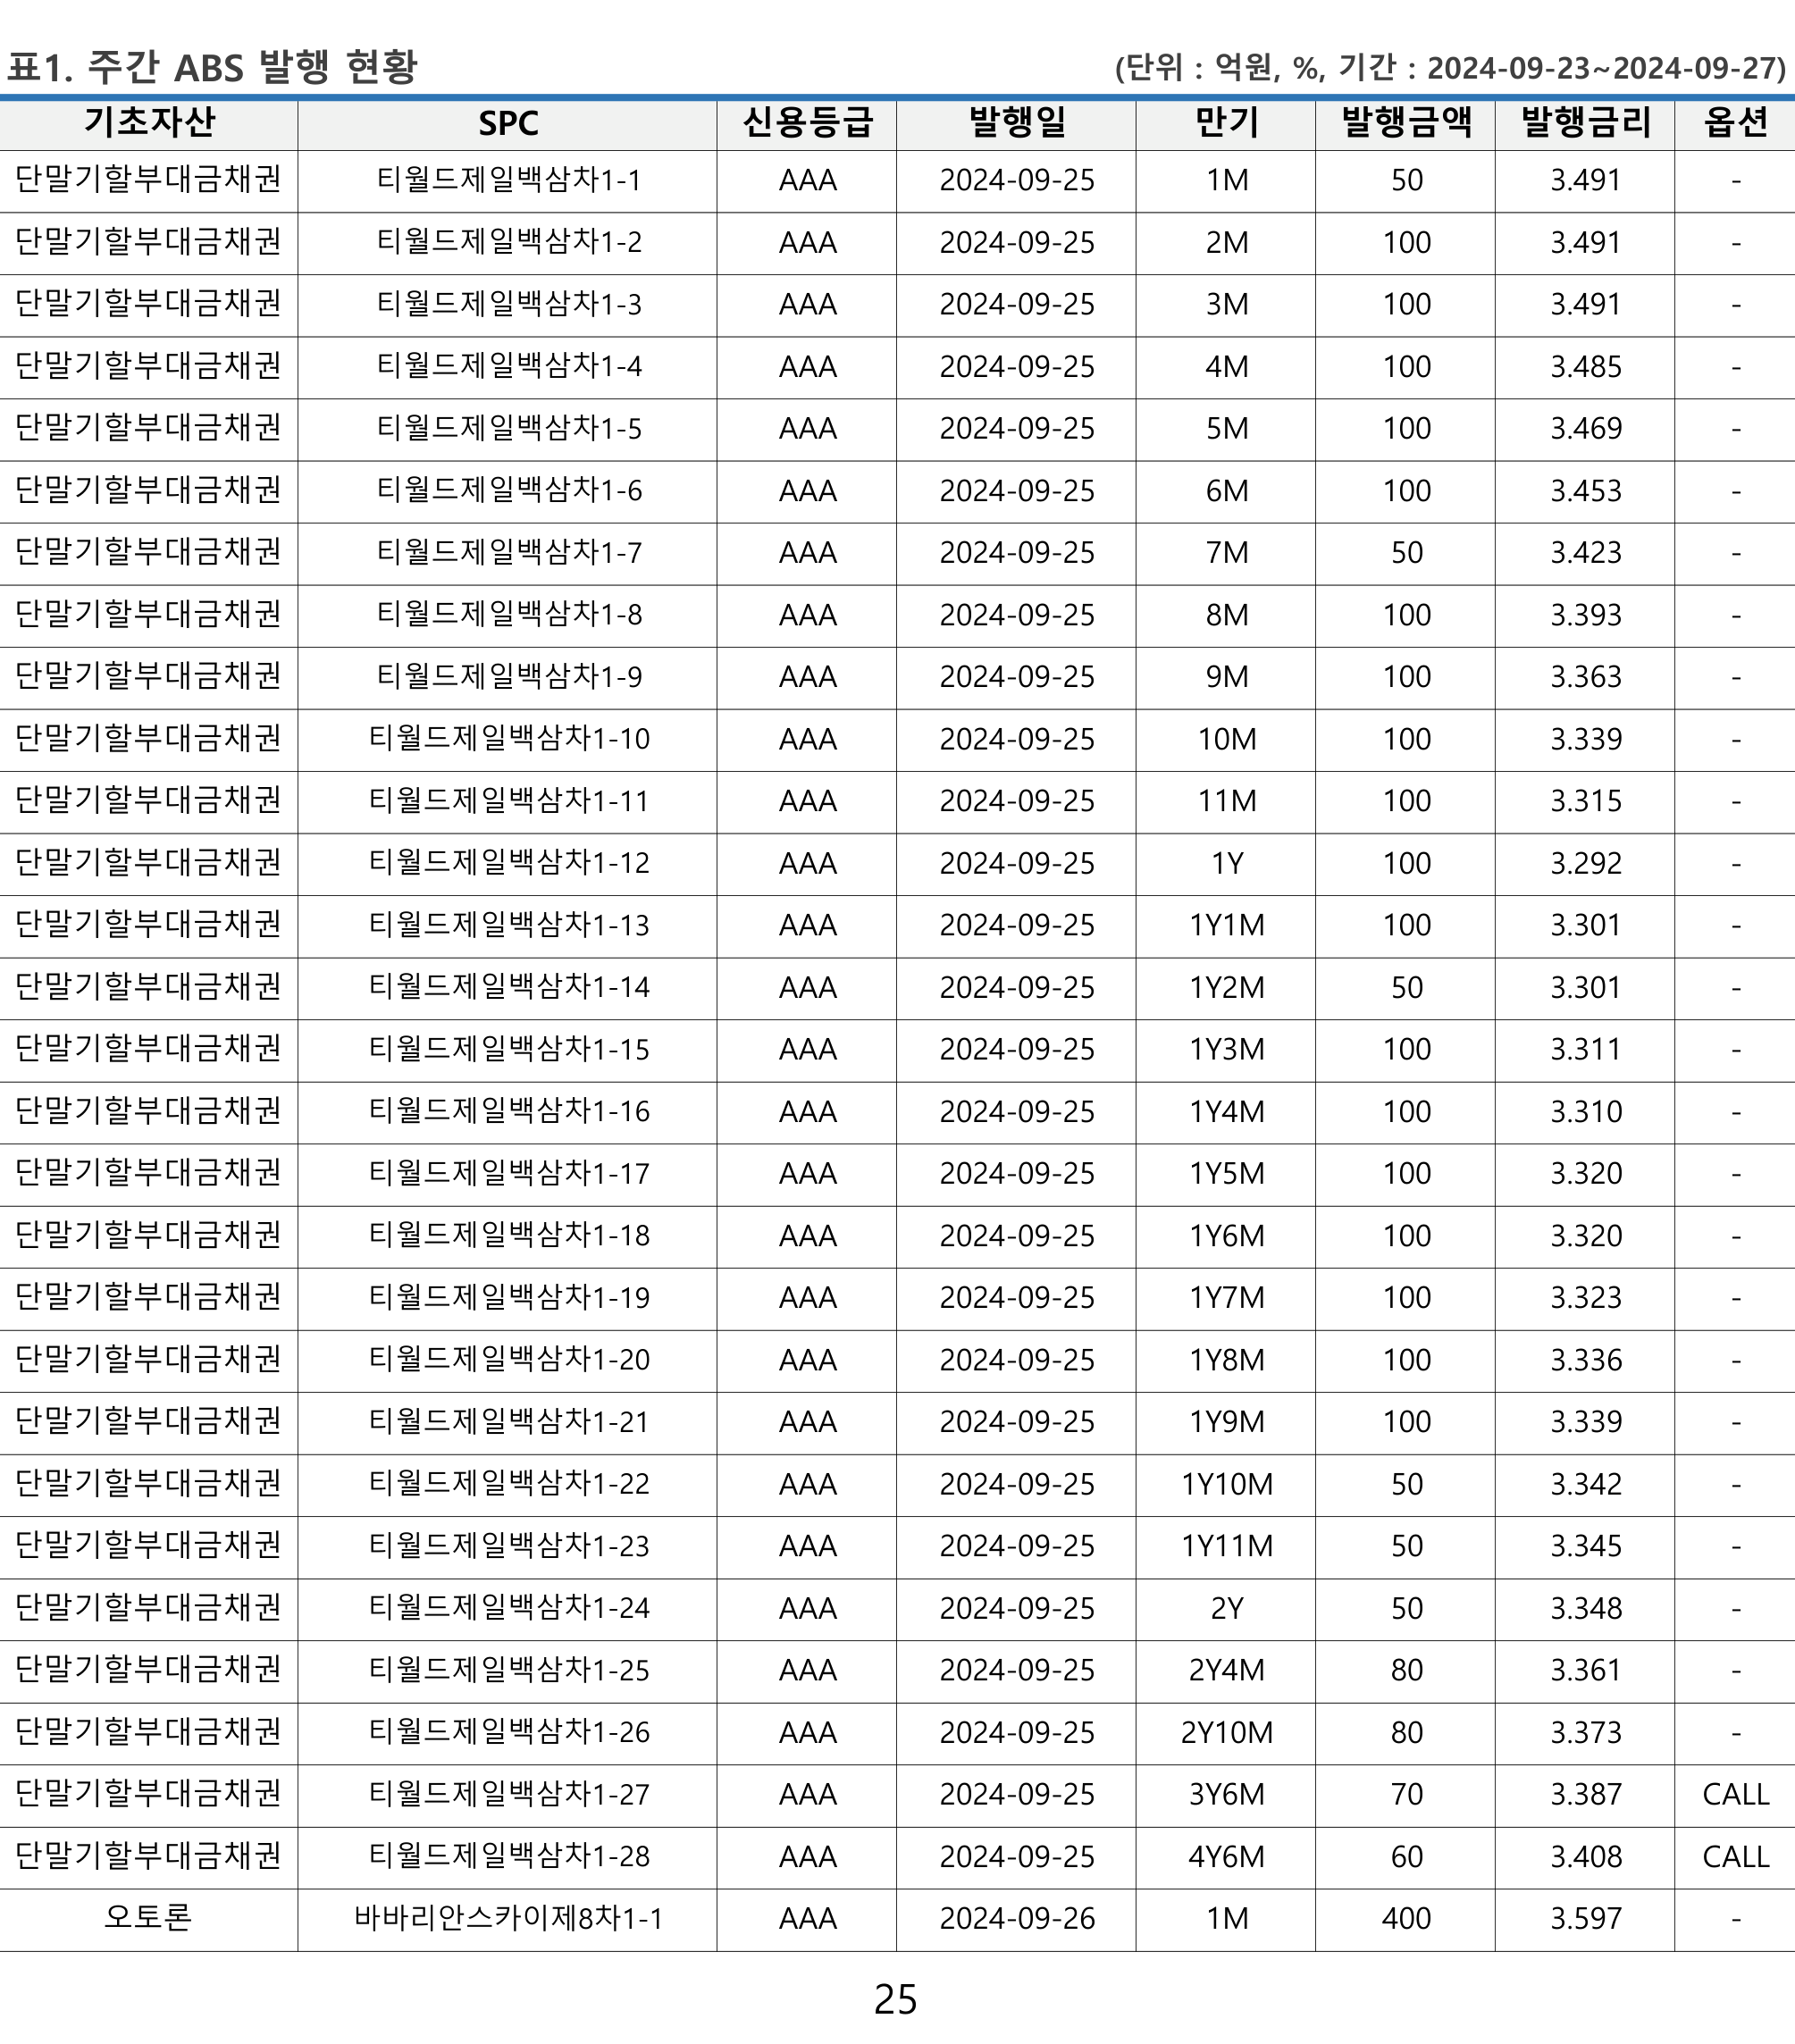 표1. 주간 ABS 발행 현황 (단위 : 억원, %, 기간 : 2024-09-23~2024-09-27)
기초자산 SPC 신용등급 발행일 만기 발행금액 발행금리 옵션
단말기할부대금채권 티월드제일백삼차1-1 AAA 2024-09-25 1M 50 3.491 -
단말기할부대금채권 티월드제일백삼차1-2 AAA 2024-09-25 2M 100 3.491 -
단말기할부대금채권 티월드제일백삼차1-3 AAA 2024-09-25 3M 100 3.491 -
단말기할부대금채권 티월드제일백삼차1-4 AAA 2024-09-25 4M 100 3.485 -
단말기할부대금채권 티월드제일백삼차1-5 AAA 2024-09-25 5M 100 3.469 -
단말기할부대금채권 티월드제일백삼차1-6 AAA 2024-09-25 6M 100 3.453 -
단말기할부대금채권 티월드제일백삼차1-7 AAA 2024-09-25 7M 50 3.423 -
단말기할부대금채권 티월드제일백삼차1-8 AAA 2024-09-25 8M 100 3.393 -
단말기할부대금채권 티월드제일백삼차1-9 AAA 2024-09-25 9M 100 3.363 -
단말기할부대금채권 티월드제일백삼차1-10 AAA 2024-09-25 10M 100 3.339 -
단말기할부대금채권 티월드제일백삼차1-11 AAA 2024-09-25 11M 100 3.315 -
단말기할부대금채권 티월드제일백삼차1-12 AAA 2024-09-25 1Y 100 3.292 -
단말기할부대금채권 티월드제일백삼차1-13 AAA 2024-09-25 1Y1M 100 3.301 -
단말기할부대금채권 티월드제일백삼차1-14 AAA 2024-09-25 1Y2M 50 3.301 -
단말기할부대금채권 티월드제일백삼차1-15 AAA 2024-09-25 1Y3M 100 3.311 -
단말기할부대금채권 티월드제일백삼차1-16 AAA 2024-09-25 1Y4M 100 3.310 -
단말기할부대금채권 티월드제일백삼차1-17 AAA 2024-09-25 1Y5M 100 3.320 -
단말기할부대금채권 티월드제일백삼차1-18 AAA 2024-09-25 1Y6M 100 3.320 -
단말기할부대금채권 티월드제일백삼차1-19 AAA 2024-09-25 1Y7M 100 3.323 -
단말기할부대금채권 티월드제일백삼차1-20 AAA 2024-09-25 1Y8M 100 3.336 -
단말기할부대금채권 티월드제일백삼차1-21 AAA 2024-09-25 1Y9M 100 3.339 -
단말기할부대금채권 티월드제일백삼차1-22 AAA 2024-09-25 1Y10M 50 3.342 -
단말기할부대금채권 티월드제일백삼차1-23 AAA 2024-09-25 1Y11M 50 3.345 -
단말기할부대금채권 티월드제일백삼차1-24 AAA 2024-09-25 2Y 50 3.348 -
단말기할부대금채권 티월드제일백삼차1-25 AAA 2024-09-25 2Y4M 80 3.361 -
단말기할부대금채권 티월드제일백삼차1-26 AAA 2024-09-25 2Y10M 80 3.373 -
단말기할부대금채권 티월드제일백삼차1-27 AAA 2024-09-25 3Y6M 70 3.387 CALL
단말기할부대금채권 티월드제일백삼차1-28 AAA 2024-09-25 4Y6M 60 3.408 CALL
오토론 바바리안스카이제8차1-1 AAA 2024-09-26 1M 400 3.597 -
25